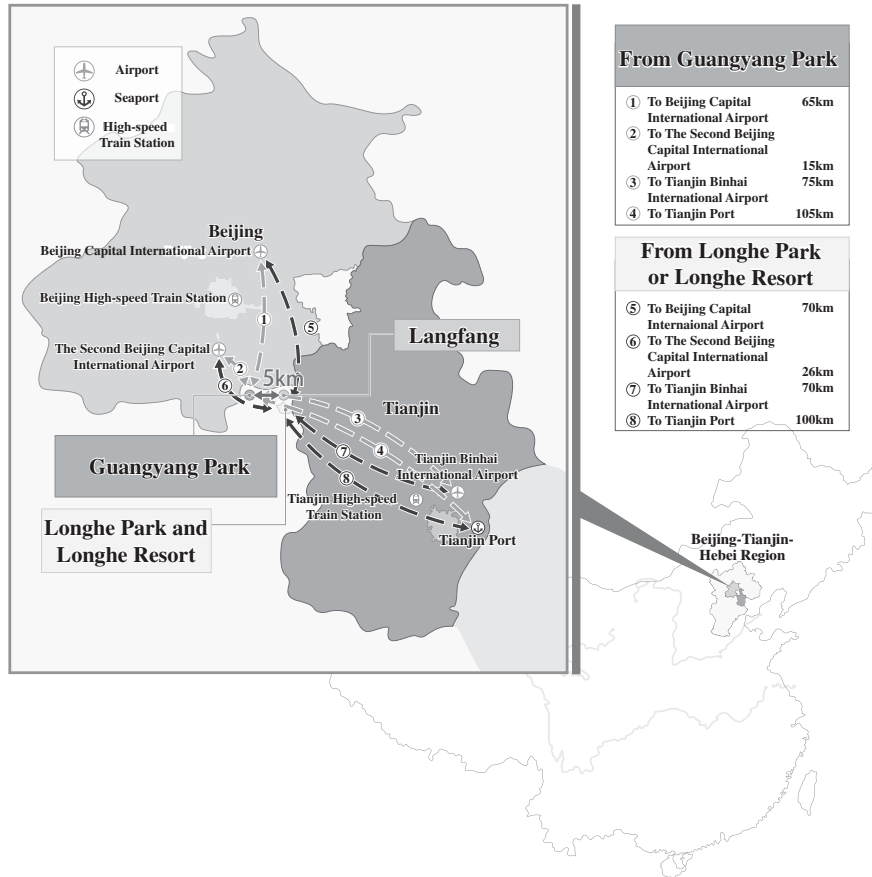 Airport
Seaport
High-speed
Train Station
Beijing
Beijing Capital International Airport
Beijing High-speed Train Station
The Second Beijing Capital
International Airport
1
2
5
6
5km
Langfang
Tianjin
3
4
7
8
Tianjin Binhai
International Airport
Tianjin High-speed
Train Station
Tianjin Port
Guangyang Park
Longhe Park and
Longhe Resort
From Guangyang Park
1 To Beijing Capital 65km
International Airport
2 To The Second Beijing
Capital International
Airport 15km
3 To Tianjin Binhai 75km
International Airport
4 To Tianjin Port 105km
From Longhe Park
or Longhe Resort
5 To Beijing Capital 70km
Internaional Airport
6 To The Second Beijing
Capital International
Airport 26km
7 To Tianjin Binhai 70km
International Airport
8 To Tianjin Port 100km
Beijing-Tianjin-
Hebei Region